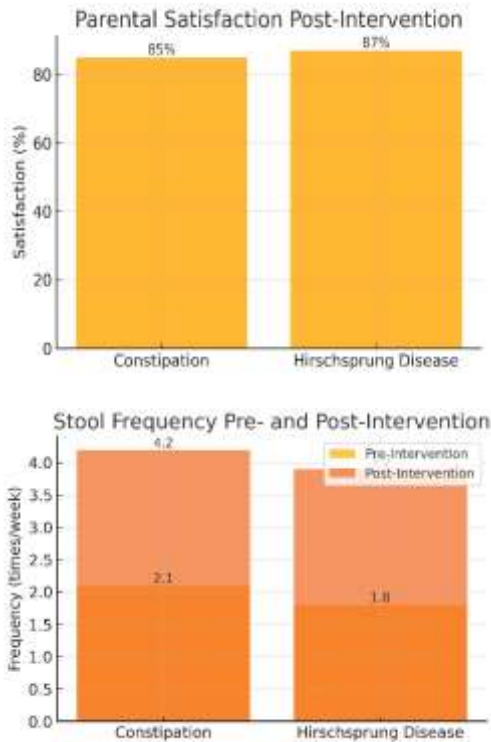 Parental Satisfaction Post-Intervention
85%
87%
80
60
40
20
0
Satisfaction (%)
Constipation
Hirschsprung Disease
Stool Frequency Pre- and Post-Intervention
4.2
Pre-Intervention
Post-Intervention
4.0
3.5
3.0
2.5
2.1
2.0
1.8
1.5
1.0
0.5
0.0
Frequency (times/week)
Constipation
Hirschsprung Disease